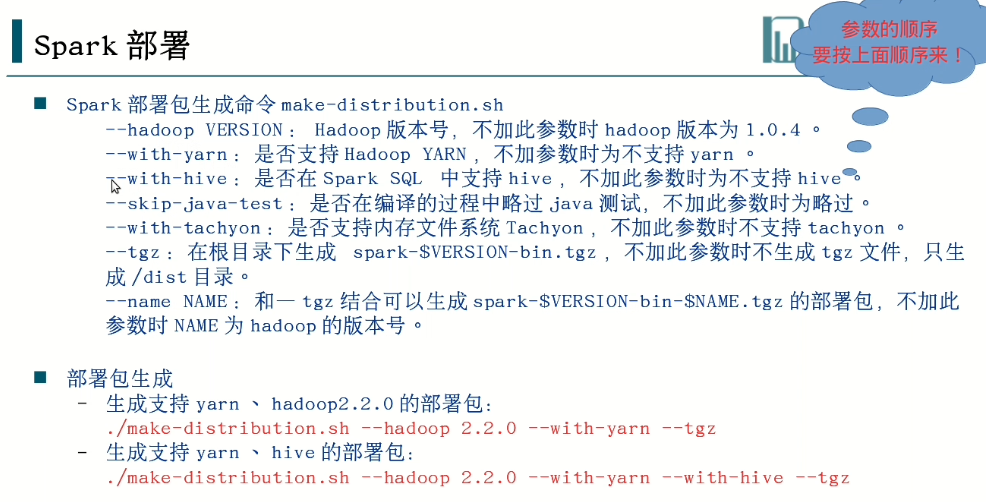 Spark 部署
参数的顺序
要按上面顺序来！
Spark 部署包生成命令 make-distribution.sh
--hadoop VERSION： Hadoop 版本号，不加此参数时 hadoop 版本为 1.0.4 。
--with-yarn：是否支持 Hadoop YARN ，不加参数时为不支持 yarn 。
--with-hive：是否在 Spark SQL 中支持 hive ，不加此参数时为不支持 hive 。
--skip-java-test：是否在编译的过程中略过 java 测试，不加此参数时为略过。
--with-tachyon：是否支持内存文件系统 Tachyon ，不加此参数时不支持 tachyon 。
--tgz：在根目录下生成 spark-$VERSION-bin.tgz ，不加此参数时不生成 tgz 文件，只生
成 /dist 目录。
--name NAME：和— tgz 结合可以生成 spark-$VERSION-bin-$NAME.tgz 的部署包，不加此
参数时 NAME 为 hadoop 的版本号。
部署包生成
- 生成支持 yarn 、 hadoop2.2.0 的部署包：
./make-distribution.sh --hadoop 2.2.0 --with-yarn --tgz
- 生成支持 yarn 、 hive 的部署包：
./make-distribution.sh --hadoop 2.2.0 --with-yarn --with-hive --tgz